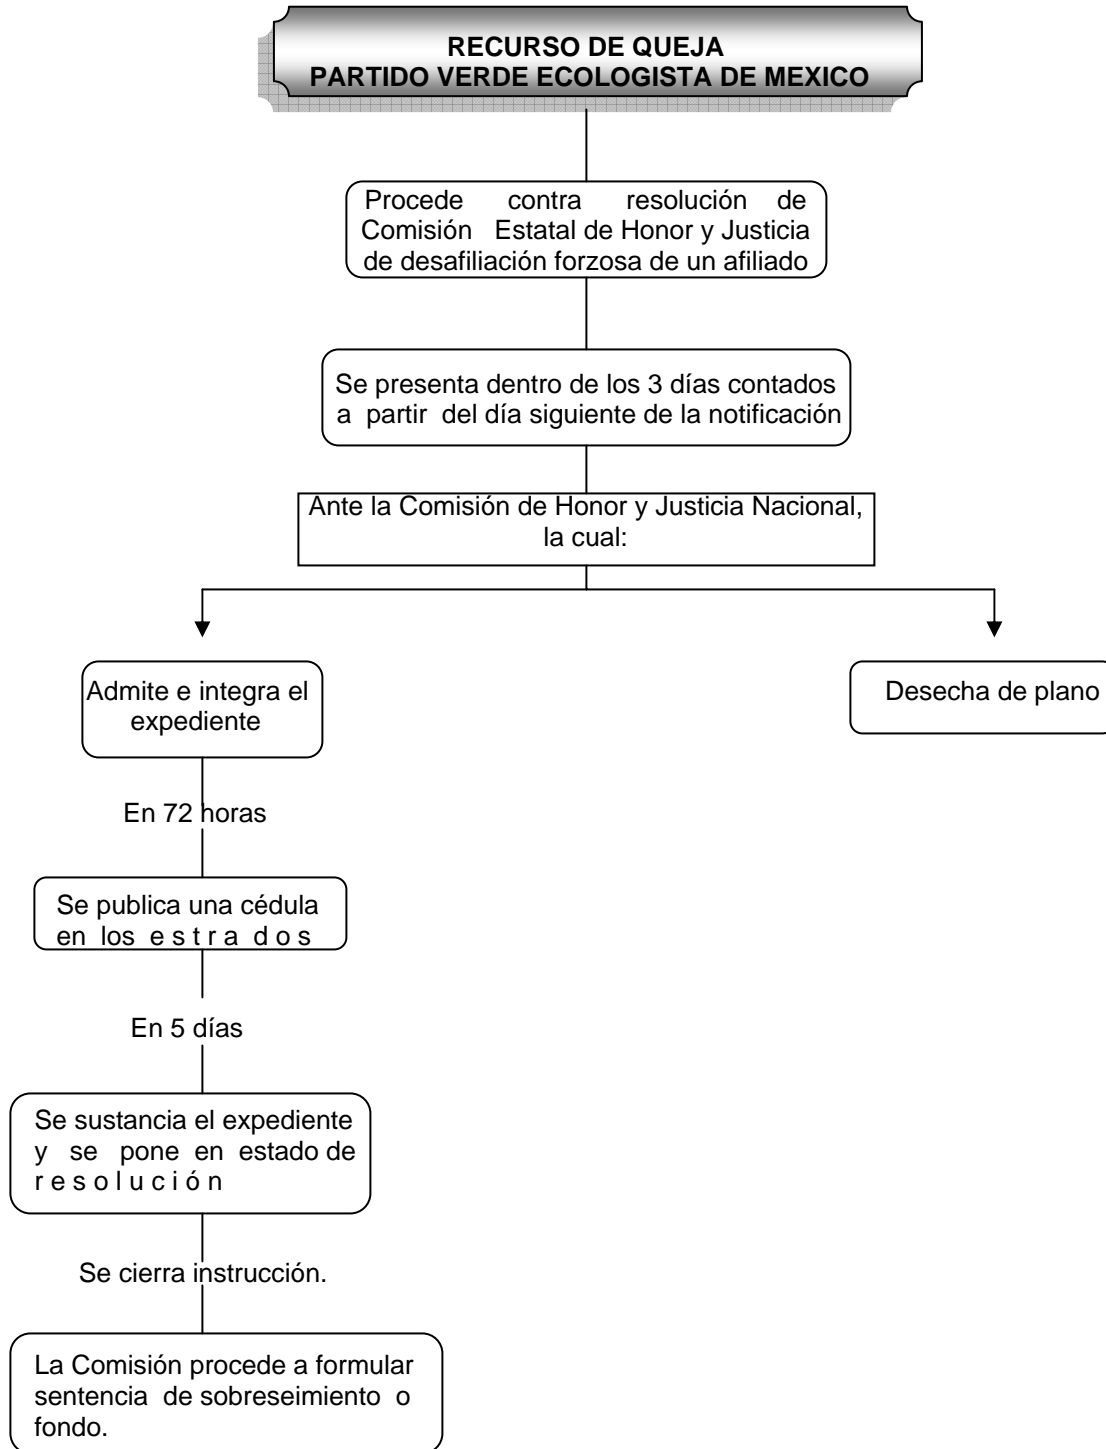 RECURSO DE QUEJA
PARTIDO VERDE ECOLOGISTA DE MEXICO
Procede contra resolución de
Comisión Estatal de Honor y Justicia
de desafiliación forzosa de un afiliado
Se presenta dentro de los 3 días contados
a partir del día siguiente de la notificación
Ante la Comisión de Honor y Justicia Nacional,
la cual:
Admite e integra el
expediente
Desecha de plano
En 72 horas
Se publica una cédula
en los e s t r a d o s
En 5 días
Se sustancia el expediente
y se pone en estado de
r e s o l u c i ó n
Se cierra instrucción.
La Comisión procede a formular
sentencia de sobreseimiento o
fondo.